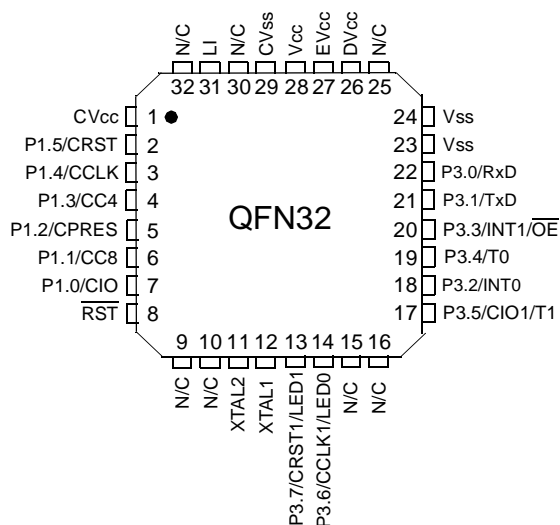 N/C LI N/C CVss Vcc EVcc DVcc N/C
32 31 30 29 28 27 26 25
CVcc 1 24 Vss
P1.5/CRST 2 23 Vss
P1.4/CCLK 3 22 P3.0/RxD
P1.3/CC4 4 21 P3.1/TxD
P1.2/CPRES 5 QFN32 20 P3.3/INT1/OE
P1.1/CC8 6 19 P3.4/T0
P1.0/CIO 7 18 P3.2/INT0
RST 8 17 P3.5/CIO1/T1
9 10 11 12 13 14 15 16
N/C N/C XTAL2 XTAL1 P3.7/CRST1/LED1 P3.6/CCLK1/LED0 N/C N/C